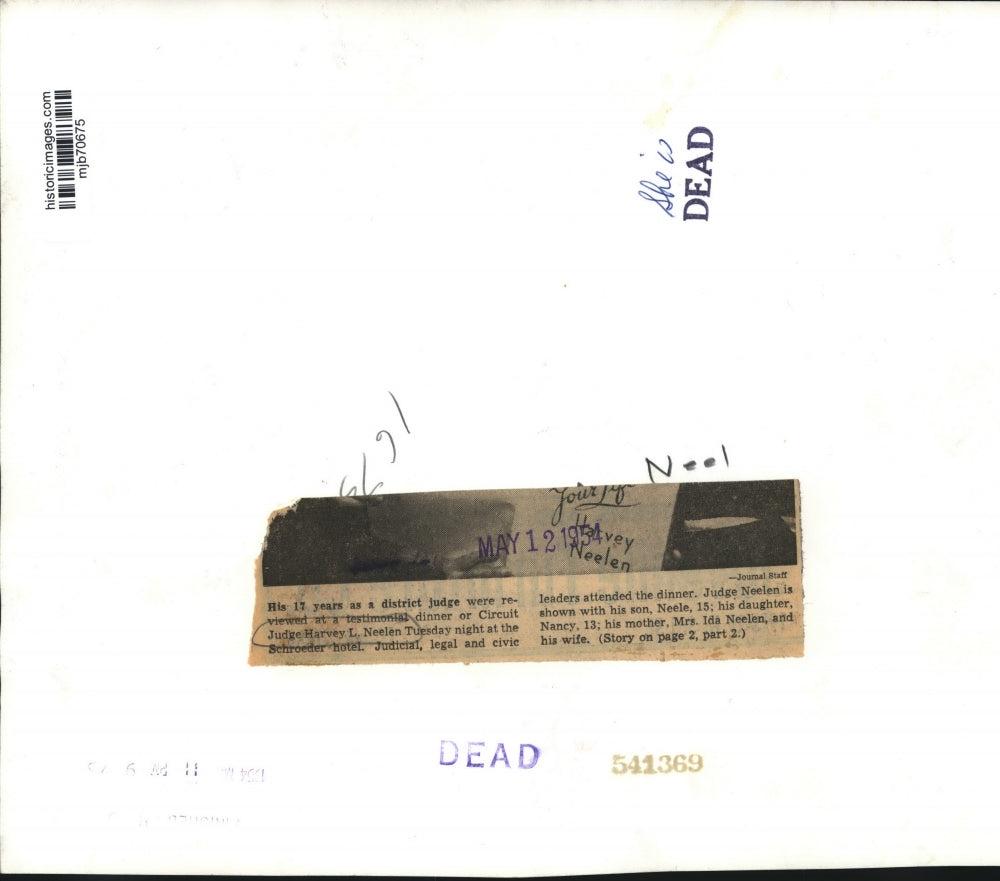 historicimages.com
mjb70675
She is
DEAD
Neel
Your Life
Harvey
Neelen
MAY 12 1954
—Journal Staff
His 17 years as a district judge were re-
viewed at a testimonial dinner or Circuit
Judge Harvey L. Neelen Tuesday night at the
Schroeder hotel. Judicial, legal and civic
leaders attended the dinner. Judge Neelen is
shown with his son, Neele, 15; his daughter,
Nancy, 13; his mother, Mrs. Ida Neelen, and
his wife. (Story on page 2, part 2.)
DEAD
541369